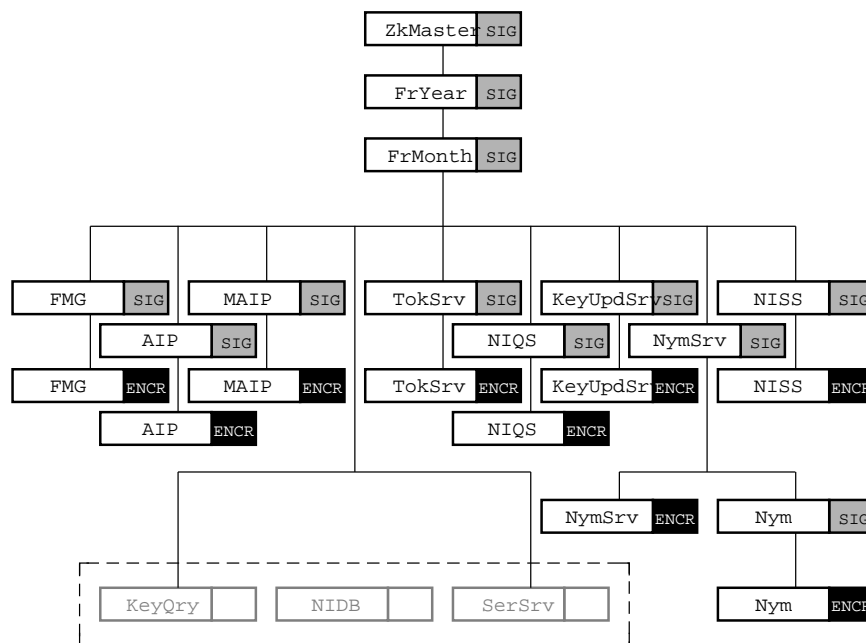 ZkMaster SIG
FrYear SIG
FrMonth SIG
FMG SIG MAIP SIG TokSrv SIG KeyUpdSrv SIG NISS SIG
AIP SIG NIQS SIG NymSrv SIG
FMG ENCR MAIP ENCR TokSrv ENCR KeyUpdSrv ENCR NISS ENCR
AIP ENCR NIQS ENCR
NymSrv ENCR Nym SIG
KeyQry NIDB SerSrv Nym ENCR